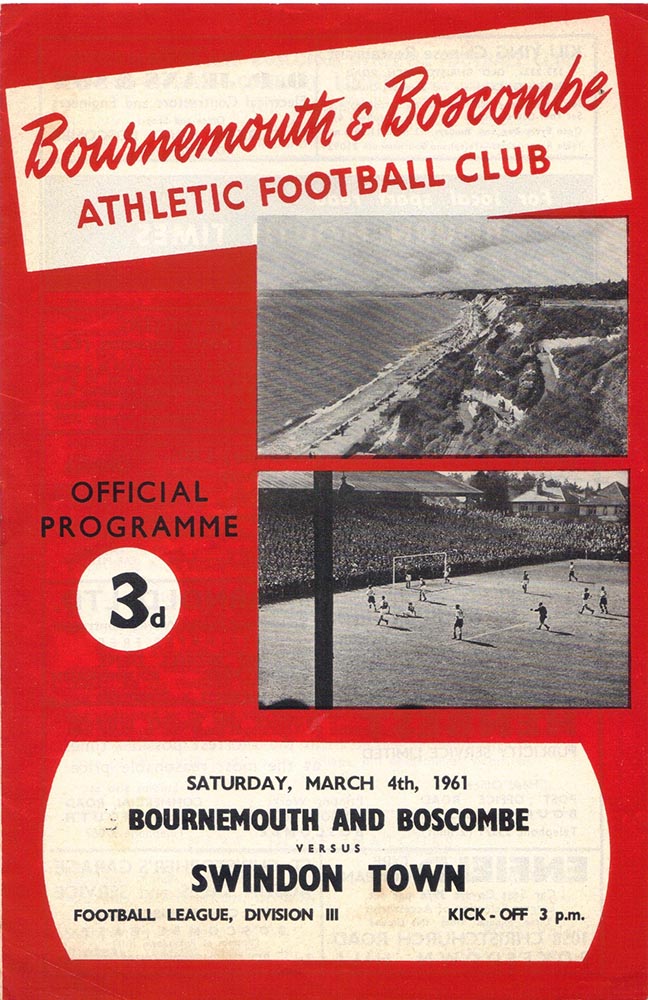 Bournemouth & Boscombe
ATHLETIC FOOTBALL CLUB
OFFICIAL
PROGRAMME
3d
SATURDAY, MARCH 4th, 1961
BOURNEMOUTH AND BOSCOMBE
VERSUS
SWINDON TOWN
FOOTBALL LEAGUE, DIVISION III KICK-OFF 3 p.m.